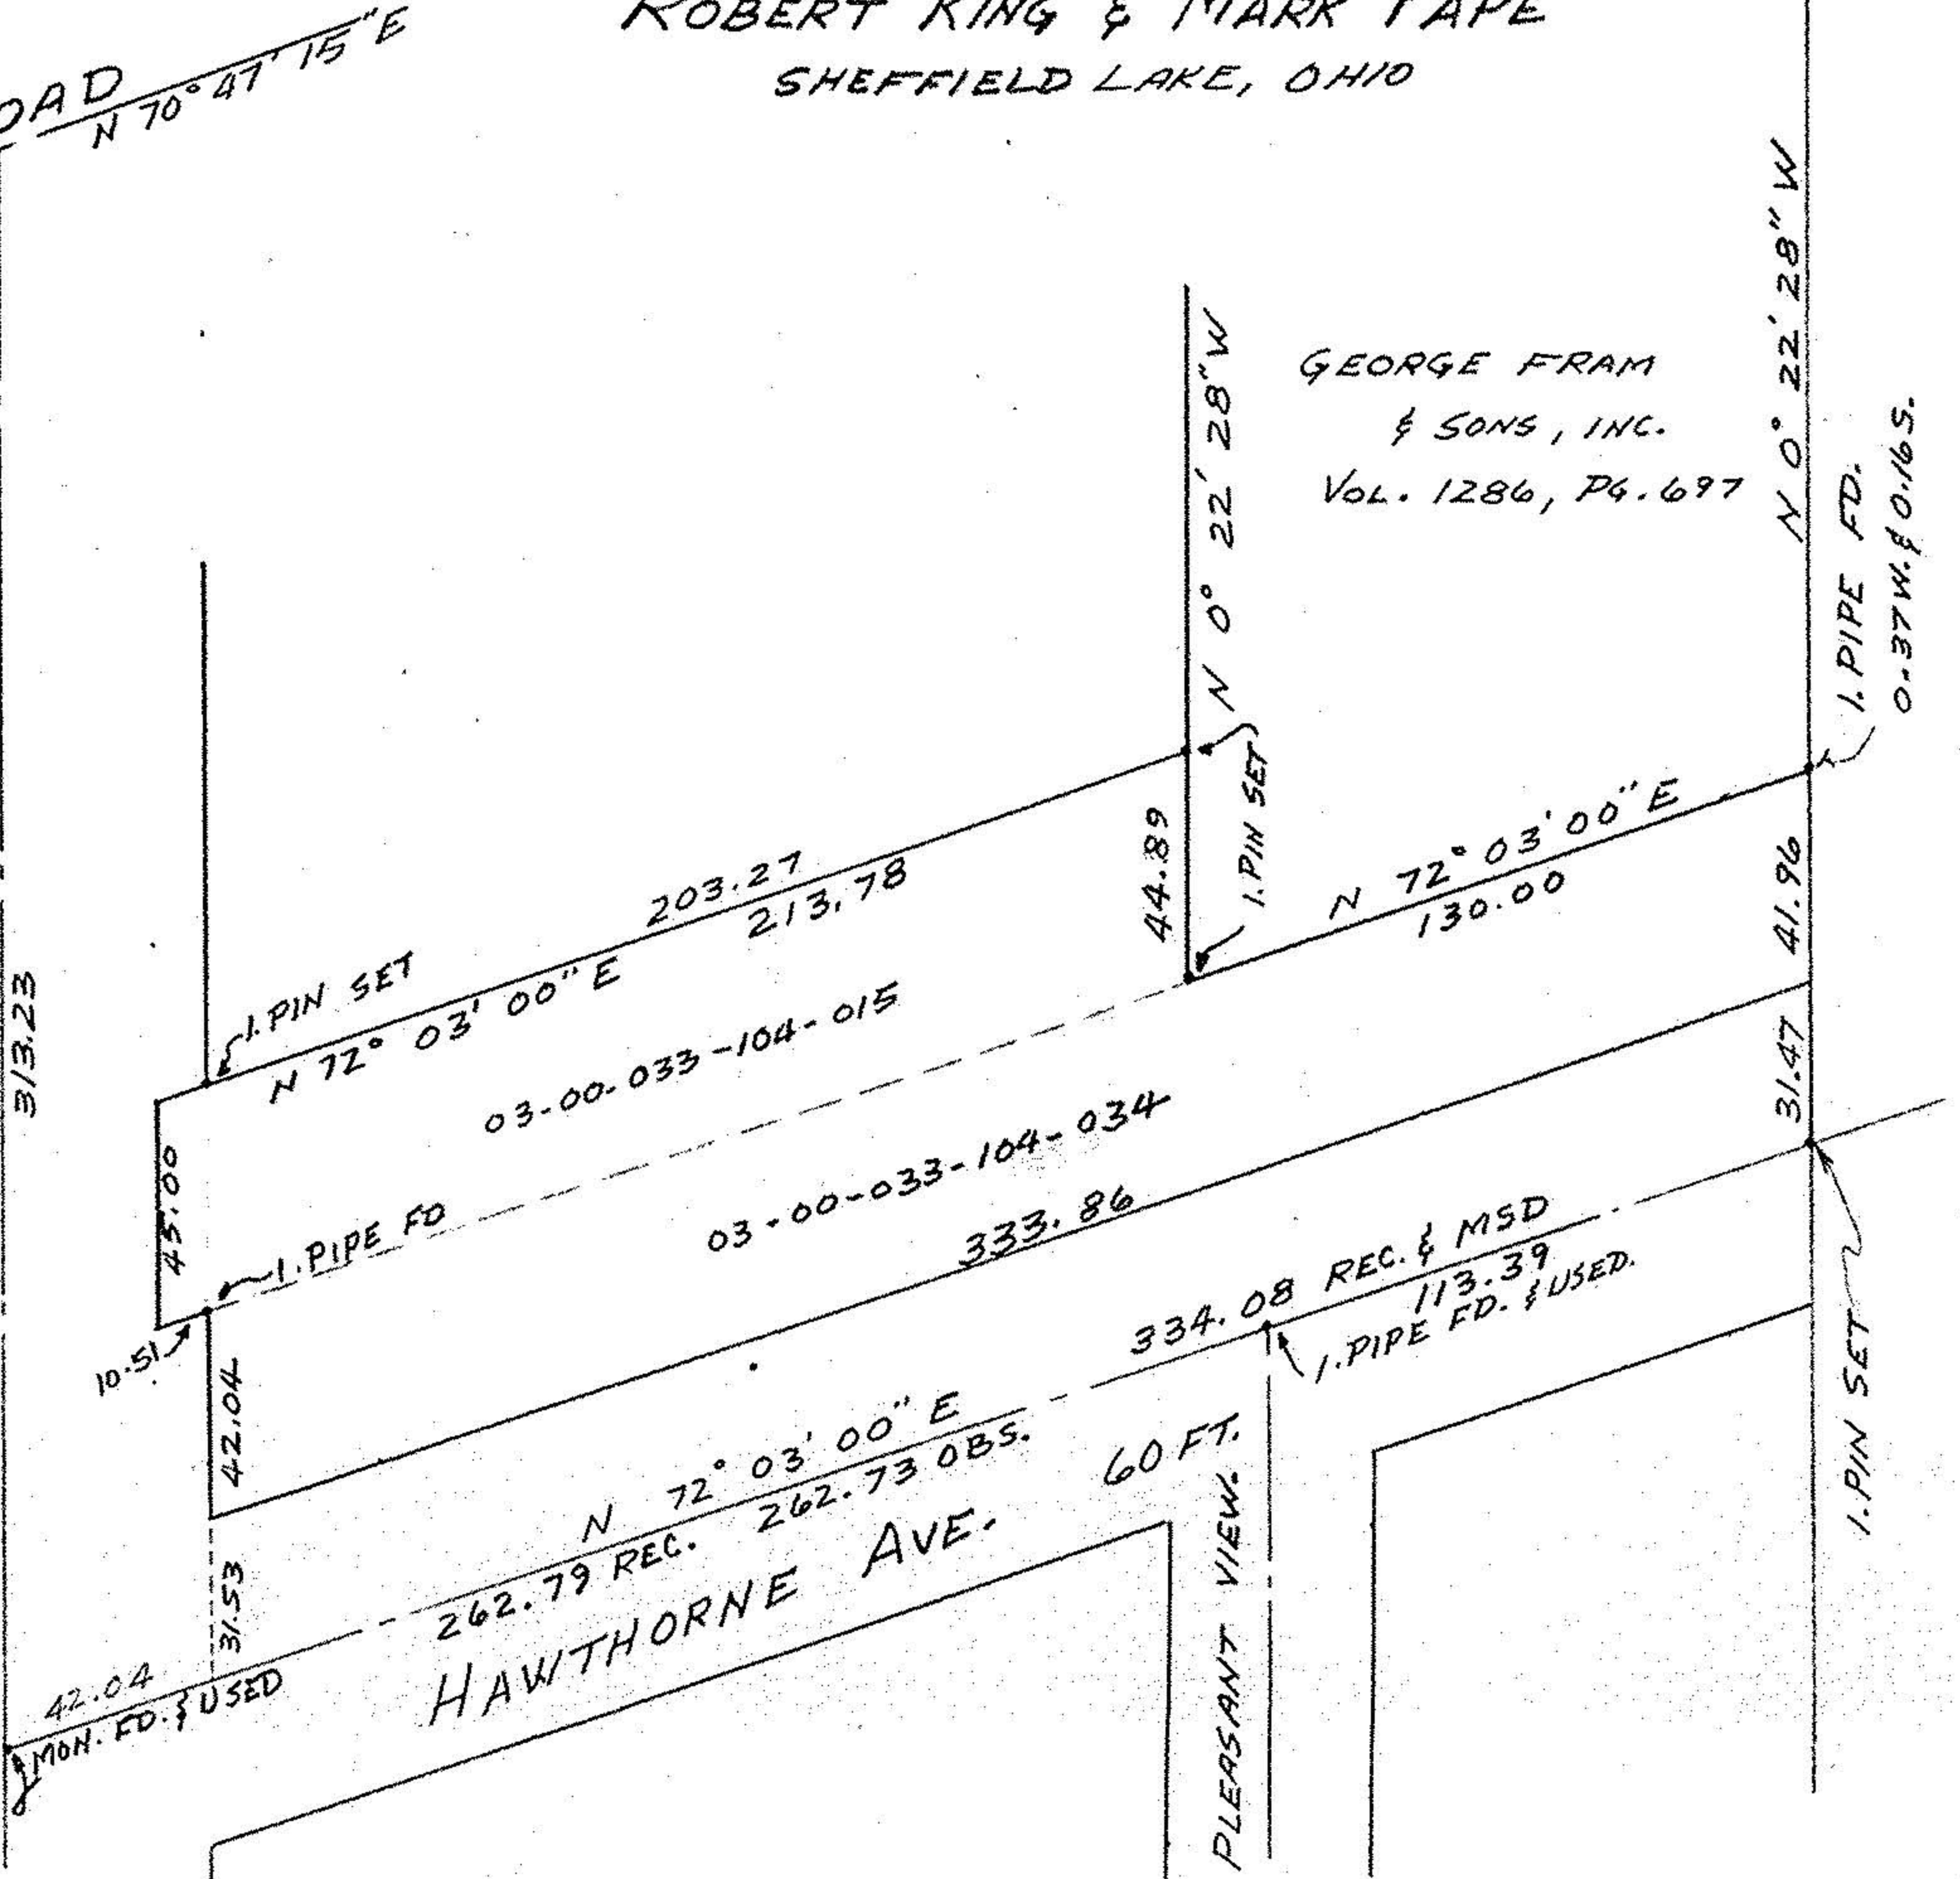 ROBERT KING & MARK PAPE
SHEFFIELD LAKE, OHIO
N 70° 47' 15" E
N 0° 22' 28" W
GEORGE FRAM
& SONS, INC.
VOL. 1286, PG. 697
N 0° 22' 28" W
I. PIPE FD.
0.37 W. & 0.16 S.
313.23
I. PIN SET
203.27
213.78
N 72° 03' 00" E
44.89
I. PIN SET
N 72° 03' 00" E
130.00
41.96
03-00-033-104-015
03-00-033-104-034
31.47
45.00
I. PIPE FD
10.51
42.04
333.86
334.08 REC. & MSD
113.39
I. PIPE FD. & USED.
I. PIN SET
N 72° 03' 00" E
262.79 REC. 262.73 OBS.
HAWTHORNE AVE. 60 FT.
PLEASANT VIEW.
31.53
42.04
MON. FD. & USED